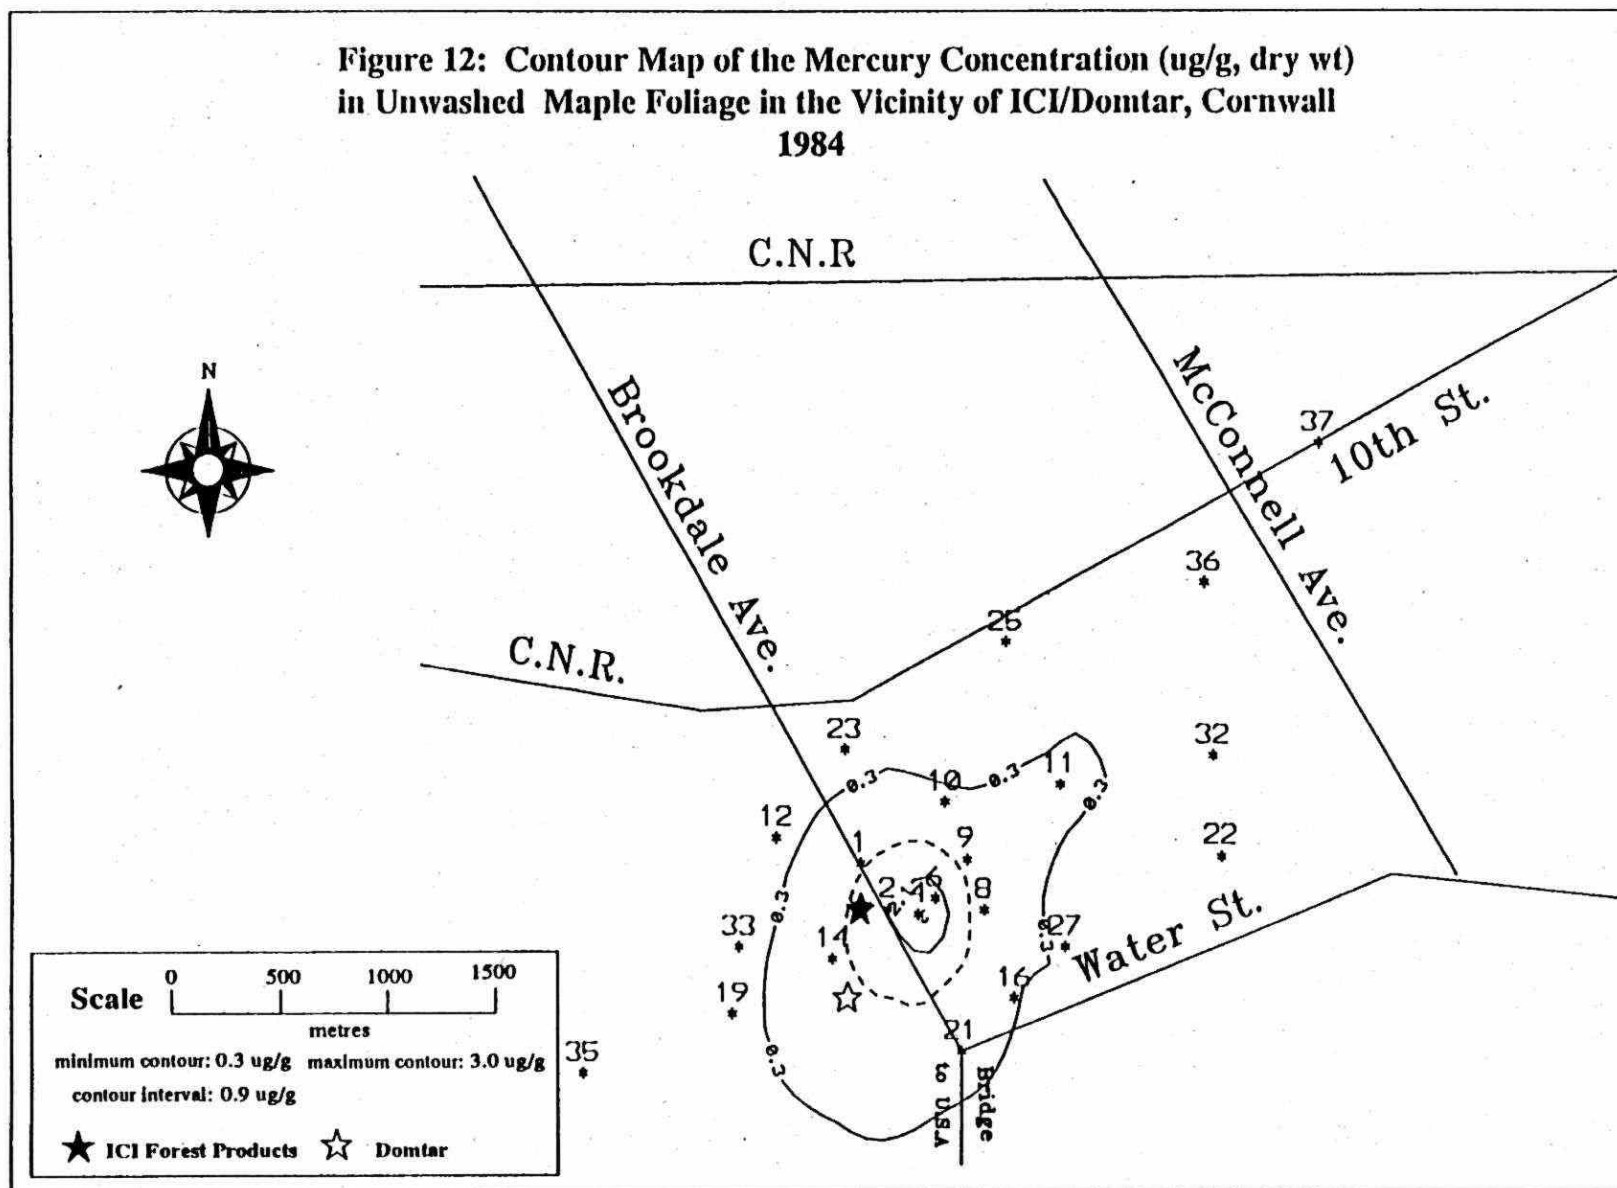 Figure 12: Contour Map of the Mercury Concentration (ug/g, dry wt)
in Unwashed Maple Foliage in the Vicinity of ICI/Domtar, Cornwall
1984
C.N.R
N
Brookdale Ave.
McConnell Ave.
37
10th St.
36
25
C.N.R.
23
32
0.3
0.3
11
10
0.3
12
1
9
22
2
8
0.3
33
14
0.3
27
Water St.
16
19
21
0.3
35
Bridge
to U.S.A
Scale
0 500 1000 1500
metres
minimum contour: 0.3 ug/g maximum contour: 3.0 ug/g
contour interval: 0.9 ug/g
ICI Forest Products Domtar